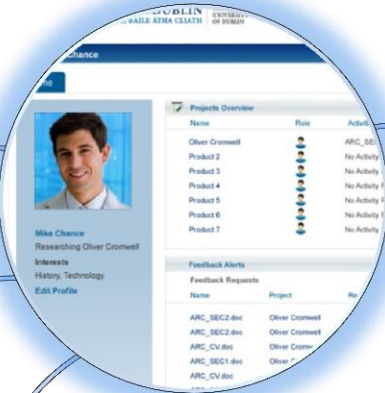 DUBLIN
BAILE ÁTHA CLIATH
UNIVERSITY
OF DUBLIN
Chance
Projects Overview
Name Role
Oliver Cromwell
Product 2 No Activity
Product 3 No Activity
Product 4 No Activity
Product 5 No Activity
Product 6 No Activity
Product 7 No Activity
Mike Chance
Researching Oliver Cromwell
Interests
History, Technology
Edit Profile
Feedback Alerts
Feedback Requests
Name Project
ARC_SEC2.doc Oliver Cromwell
ARC_SEC2.doc Oliver Cromwell
ARC_CV.doc Oliver
ARC_SEC1.doc Oliver
ARC_CV.doc